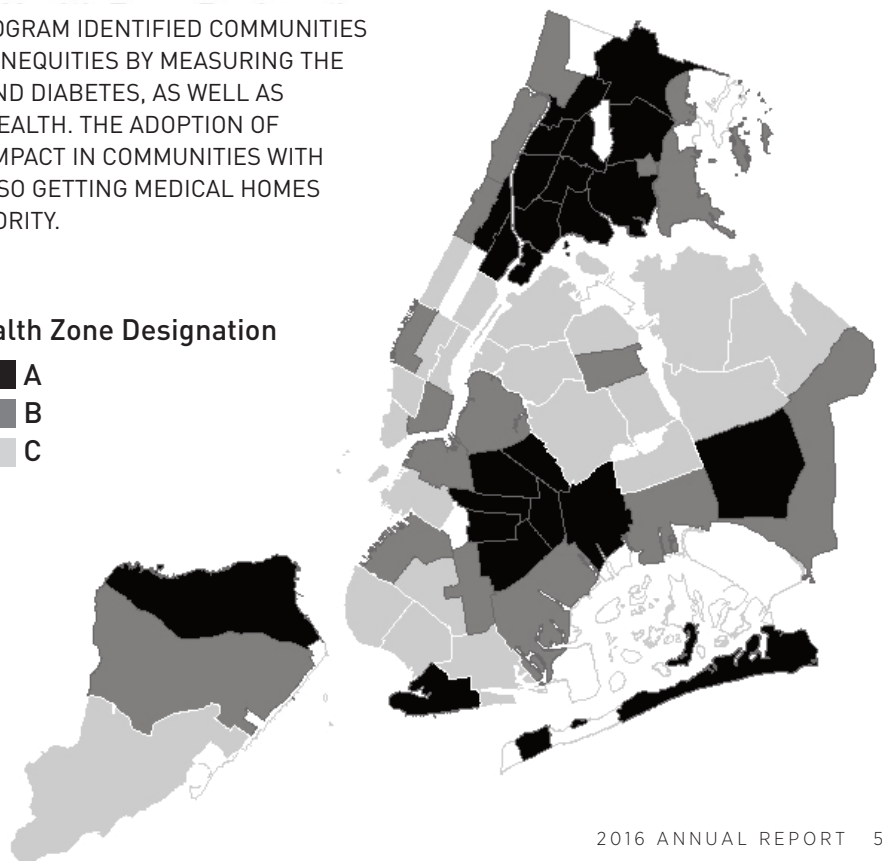 OGRAM IDENTIFIED COMMUNITIES
NEQUITIES BY MEASURING THE
ND DIABETES, AS WELL AS
EALTH. THE ADOPTION OF
MPACT IN COMMUNITIES WITH
SO GETTING MEDICAL HOMES
ORITY.
alth Zone Designation
A
B
C
2016 ANNUAL REPORT 5